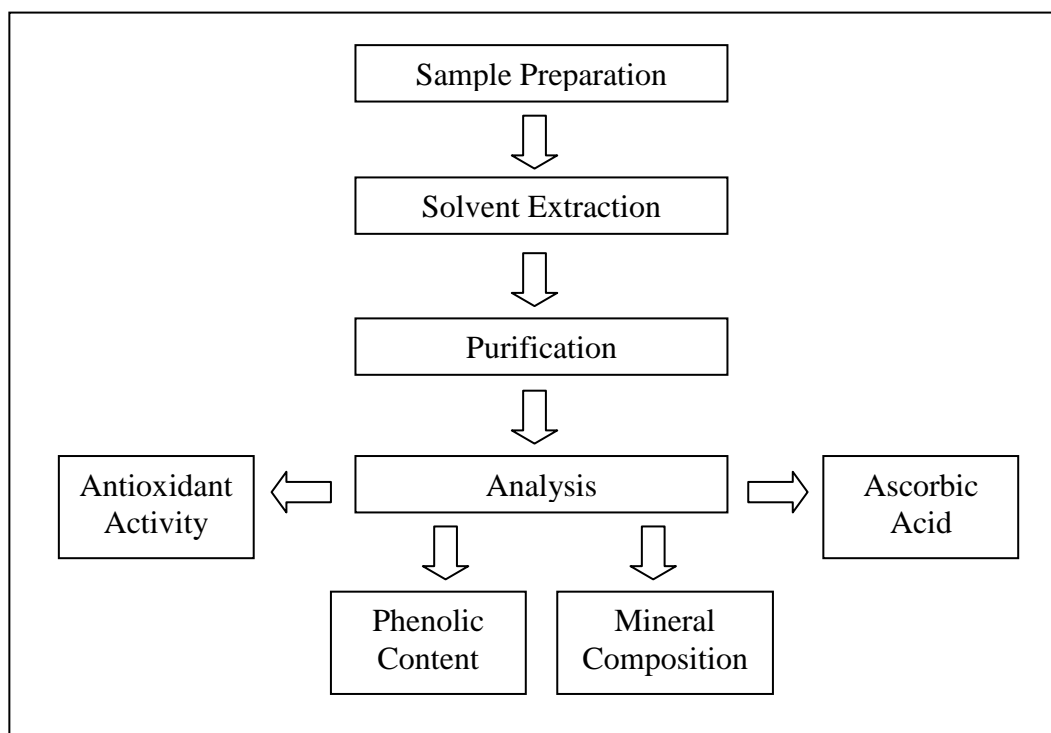 Sample Preparation
Solvent Extraction
Purification
Analysis
Antioxidant
Activity
Ascorbic
Acid
Phenolic
Content
Mineral
Composition